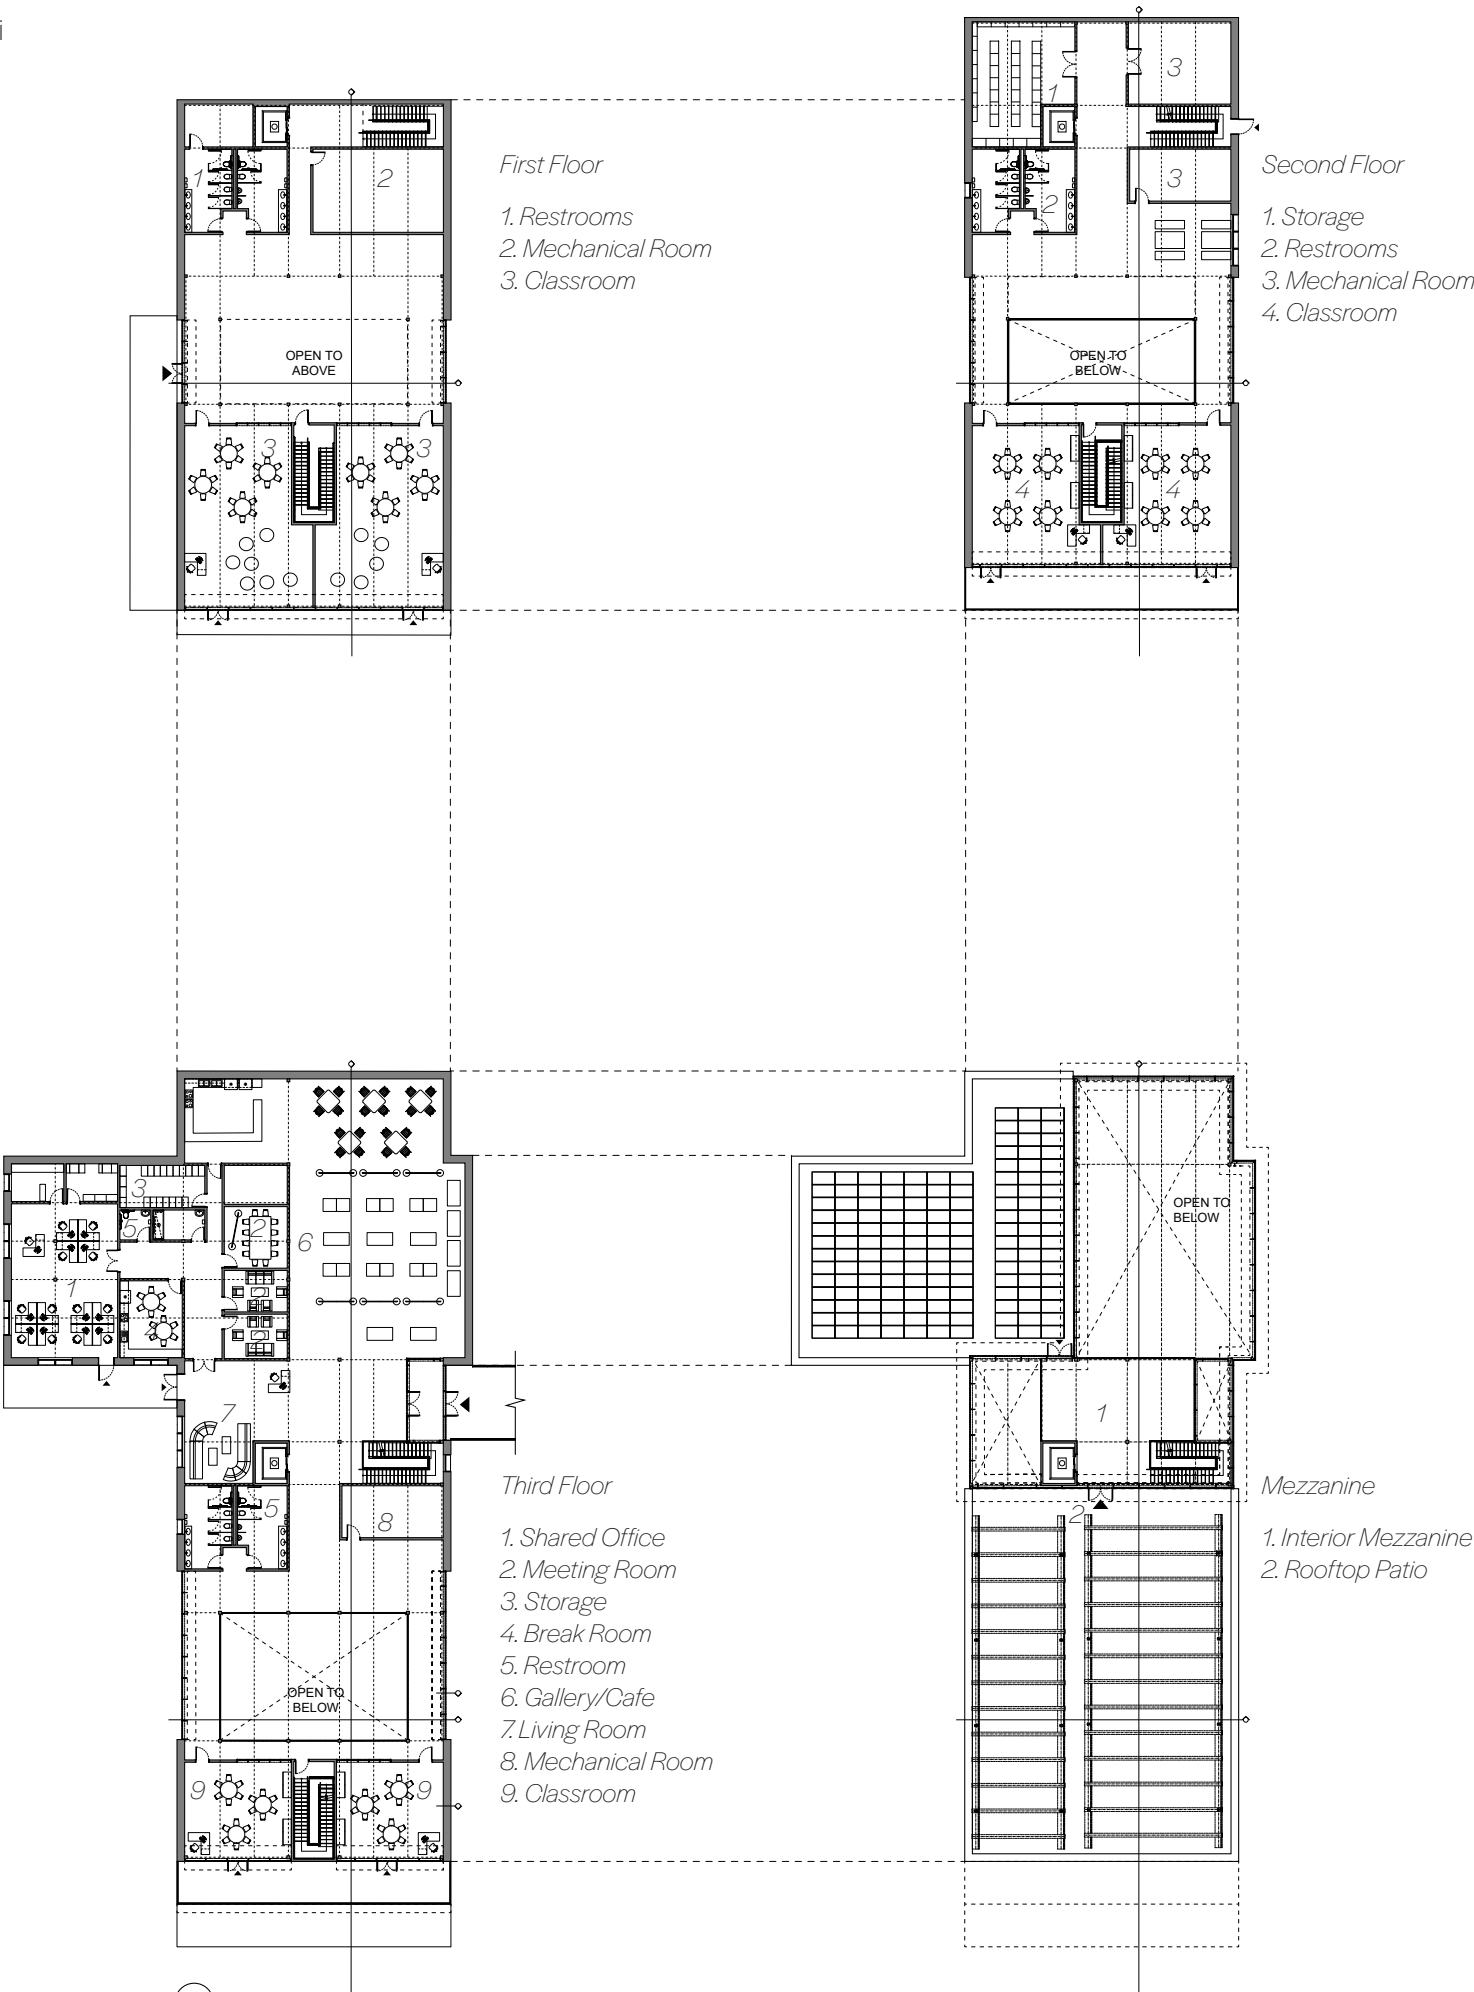 i
1
2
OPEN TO
ABOVE
3
3
First Floor
1. Restrooms
2. Mechanical Room
3. Classroom
3
1
3
2
OPEN TO
BELOW
4
4
Second Floor
1. Storage
2. Restrooms
3. Mechanical Room
4. Classroom
3
5
2
6
1
2
4
2
7
5
8
OPEN TO
BELOW
9
9
Third Floor
1. Shared Office
2. Meeting Room
3. Storage
4. Break Room
5. Restroom
6. Gallery/Cafe
7. Living Room
8. Mechanical Room
9. Classroom
OPEN TO
BELOW
1
2
Mezzanine
1. Interior Mezzanine
2. Rooftop Patio